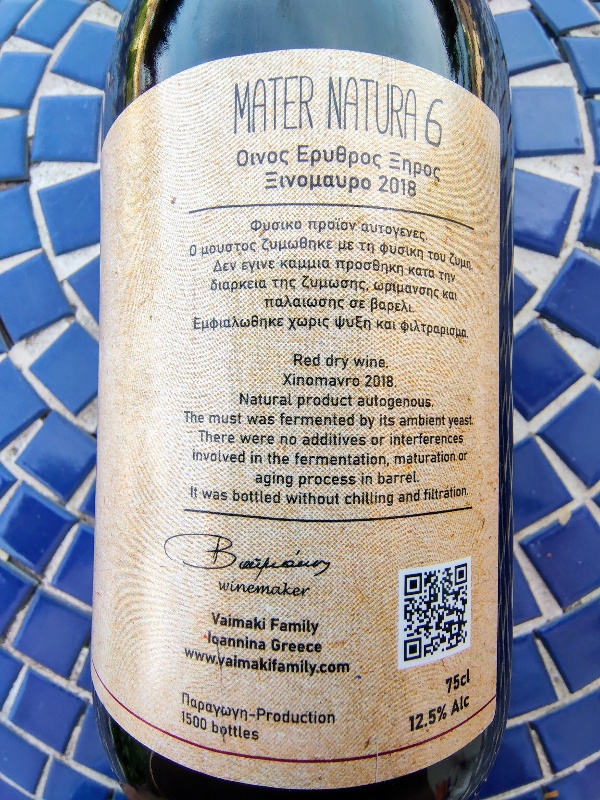 MATER NATURA 6
Οινος Ερυθρος Ξηρος
Ξινομαυρο 2018
Φυσικο προϊον αυτογενες.
Ο μουστος ζυμωθηκε με τη φυσικη του ζυμη.
Δεν εγινε καμμια προσθηκη κατα την
διαρκεια της ζυμωσης, ωριμανσης και
παλαιωσης σε βαρελι.
Εμφιαλωθηκε χωρις ψυξη και φιλτραρισμα.
Red dry wine.
Xinomavro 2018.
Natural product autogenous.
The must was fermented by its ambient yeast.
There were no additives or interferences
involved in the fermentation, maturation or
aging process in barrel.
It was bottled without chilling and filtration.
winemaker
Vaimaki Family
Ioannina Greece
www.vaimakifamily.com
75cl
12.5% Alc
Παραγωγη-Production
1500 bottles